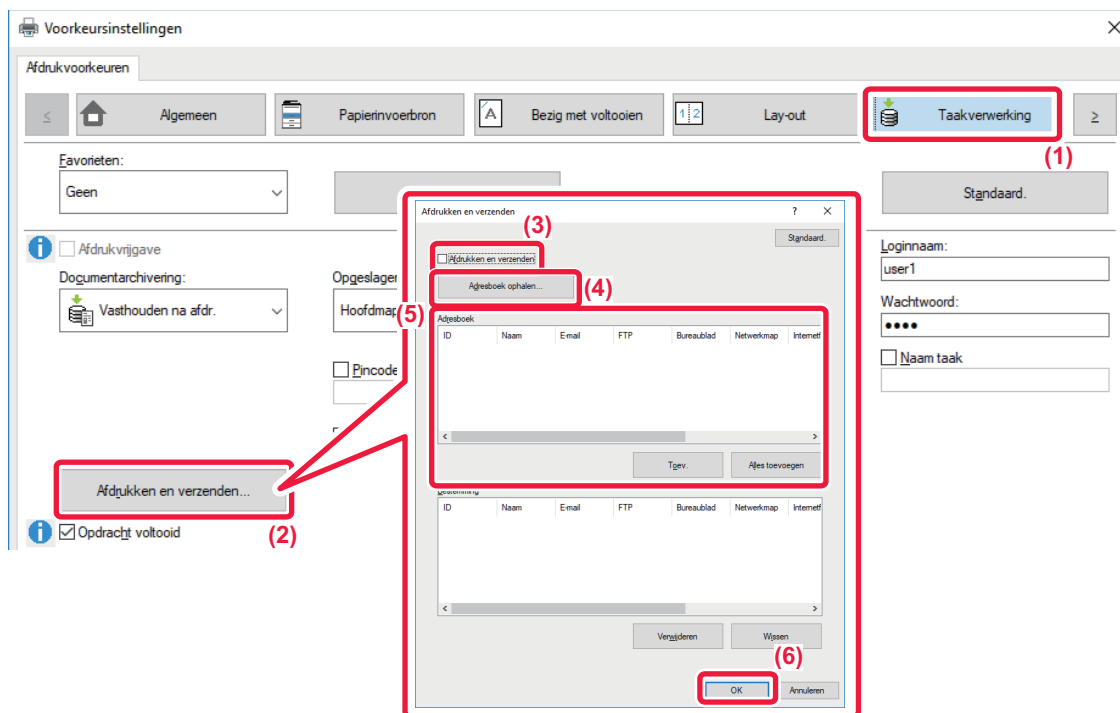 Voorkeursinstellingen
Afdrukvoorkeuren
Algemeen
Papierinvoerbron
Bezig met voltooien
Lay-out
Taakverwerking
(1)
Favorieten:
Geen
Standaard.
Afdrukvrijgave
Documentarchivering:
Vasthouden na afdr.
Opgeslagen
Hoofdmap
Pincode
Loginnaam:
user1
Wachtwoord:
••••
Naam taak
Afdrukken en verzenden...
(2)
Opdracht voltooid
Afdrukken en verzenden
? ×
Standaard.
(3)
Afdrukken en verzenden
Adresboek ophalen...
(4)
(5)
Adresboek
ID Naam E-mail FTP Bureaublad Netwerkmap Internetf
Toev. Alles toevoegen
Bestemming
ID Naam E-mail FTP Bureaublad Netwerkmap Internetf
Verwijderen Wissen
(6)
OK Annuleren